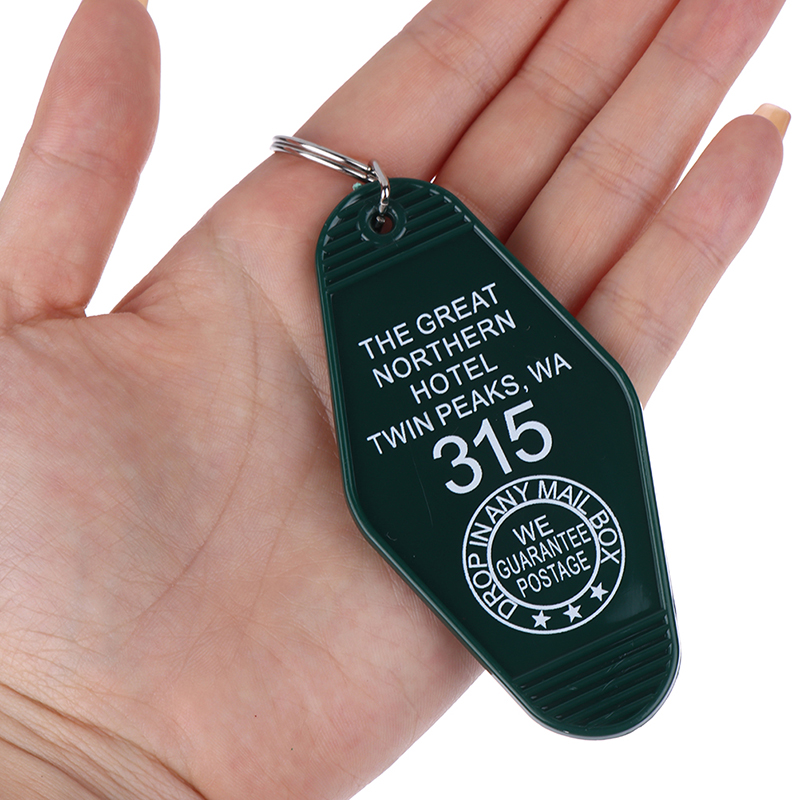 THE GREAT
NORTHERN
HOTEL
TWIN PEAKS, WA
315
DROP IN ANY MAIL BOX
WE
GUARANTEE
POSTAGE